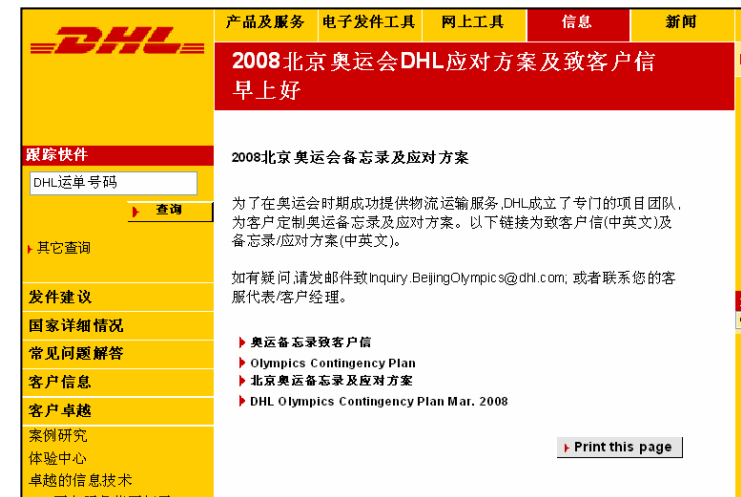 产品及服务 电子发件工具 网上工具 信息 新闻
DHL
2008北京奥运会DHL应对方案及致客户信
早上好
跟踪快件
DHL运单号码
查询
其它查询
发件建议
国家详细情况
常见问题解答
客户信息
客户卓越
案例研究
体验中心
卓越的信息技术
2008北京奥运会备忘录及应对方案
为了在奥运会时期成功提供物流运输服务,DHL成立了专门的项目团队,
为客户定制奥运备忘录及应对方案。以下链接为致客户信(中英文)及
备忘录/应对方案(中英文)。
如有疑问,请发邮件致Inquiry.BeijingOlympics@dhl.com; 或者联系您的客
服代表/客户经理。
奥运备忘录致客户信
Olympics Contingency Plan
北京奥运备忘录及应对方案
DHL Olympics Contingency Plan Mar. 2008
Print this page